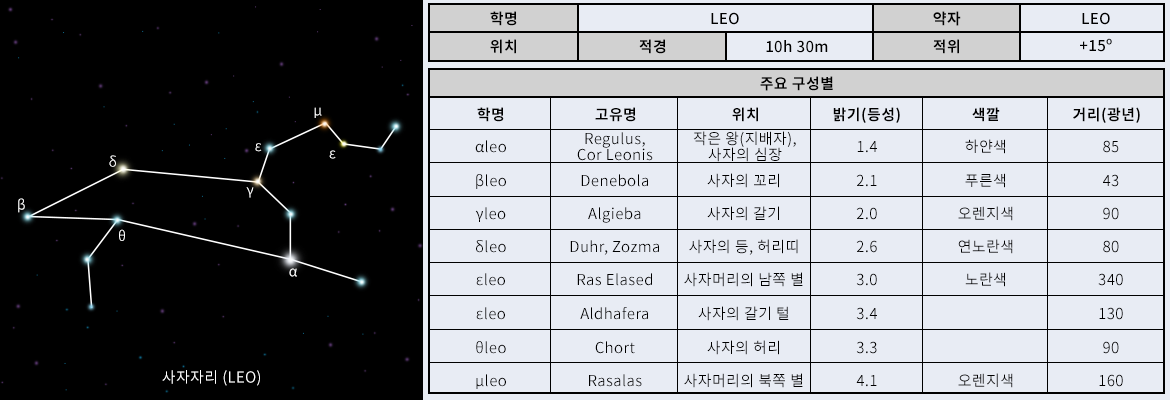 μ
ε
ε
δ
γ
β
θ
α
사자자리 (LEO)
학명 LEO 약자 LEO
위치 적경 10h 30m 적위 +15°
주요 구성별
학명 고유명 위치 밝기(등성) 색깔 거리(광년)
αleo Regulus, Cor Leonis 작은 왕(지배자), 사자의 심장 1.4 하얀색 85
βleo Denebola 사자의 꼬리 2.1 푸른색 43
γleo Algieba 사자의 갈기 2.0 오렌지색 90
δleo Duhr, Zozma 사자의 등, 허리띠 2.6 연노란색 80
εleo Ras Elased 사자머리의 남쪽 별 3.0 노란색 340
εleo Aldhafera 사자의 갈기 털 3.4 130
θleo Chort 사자의 허리 3.3 90
μleo Rasalas 사자머리의 북쪽 별 4.1 오렌지색 160